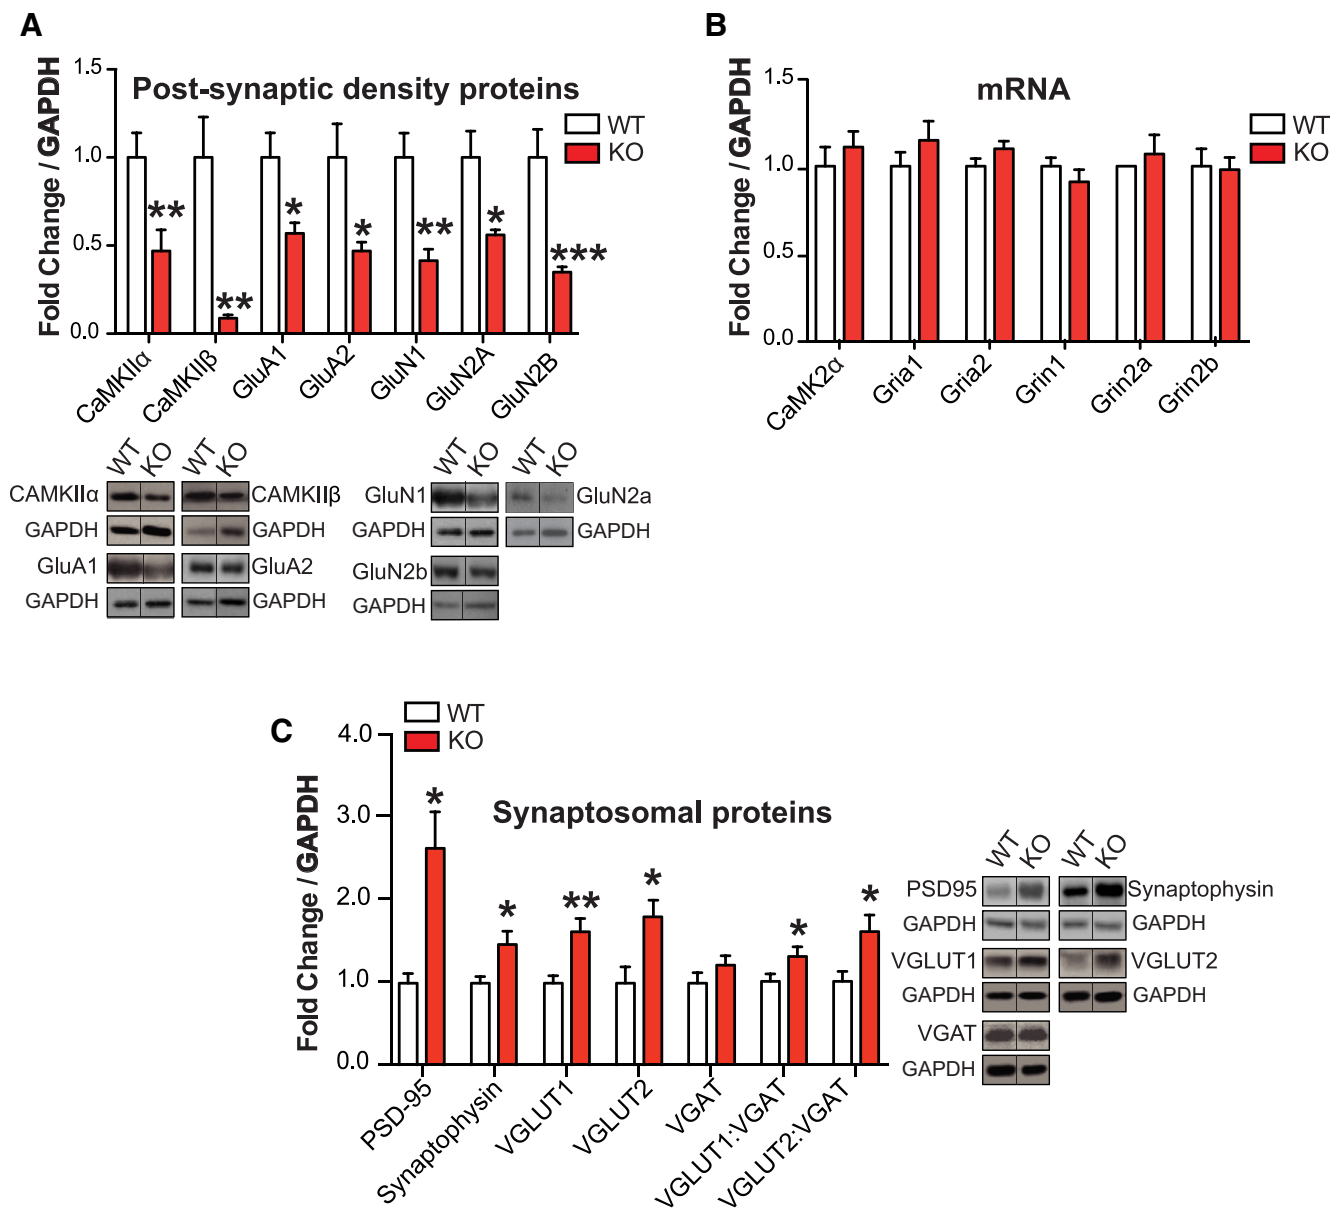 A
Post-synaptic density proteins
Fold Change / GAPDH
1.5
1.0
0.5
0.0
WT
KO
** ** * * ** * ***
CaMKIIα CaMKIIβ GluA1 GluA2 GluN1 GluN2A GluN2B
WT KO WT KO
CAMKIIα CAMKIIβ
GAPDH GAPDH
GluA1 GluA2
GAPDH GAPDH
WT KO WT KO
GluN1 GluN2a
GAPDH GAPDH
GluN2b
GAPDH
B
mRNA
Fold Change / GAPDH
1.5
1.0
0.5
0.0
WT
KO
CaMK2α Gria1 Gria2 Grin1 Grin2a Grin2b
C
WT
KO
Synaptosomal proteins
Fold Change / GAPDH
4.0
3.0
2.0
1.0
0.0
* * ** * * *
PSD-95 Synaptophysin VGLUT1 VGLUT2 VGAT VGLUT1:VGAT VGLUT2:VGAT
WT KO WT KO
PSD95 Synaptophysin
GAPDH GAPDH
VGLUT1 VGLUT2
GAPDH GAPDH
VGAT
GAPDH